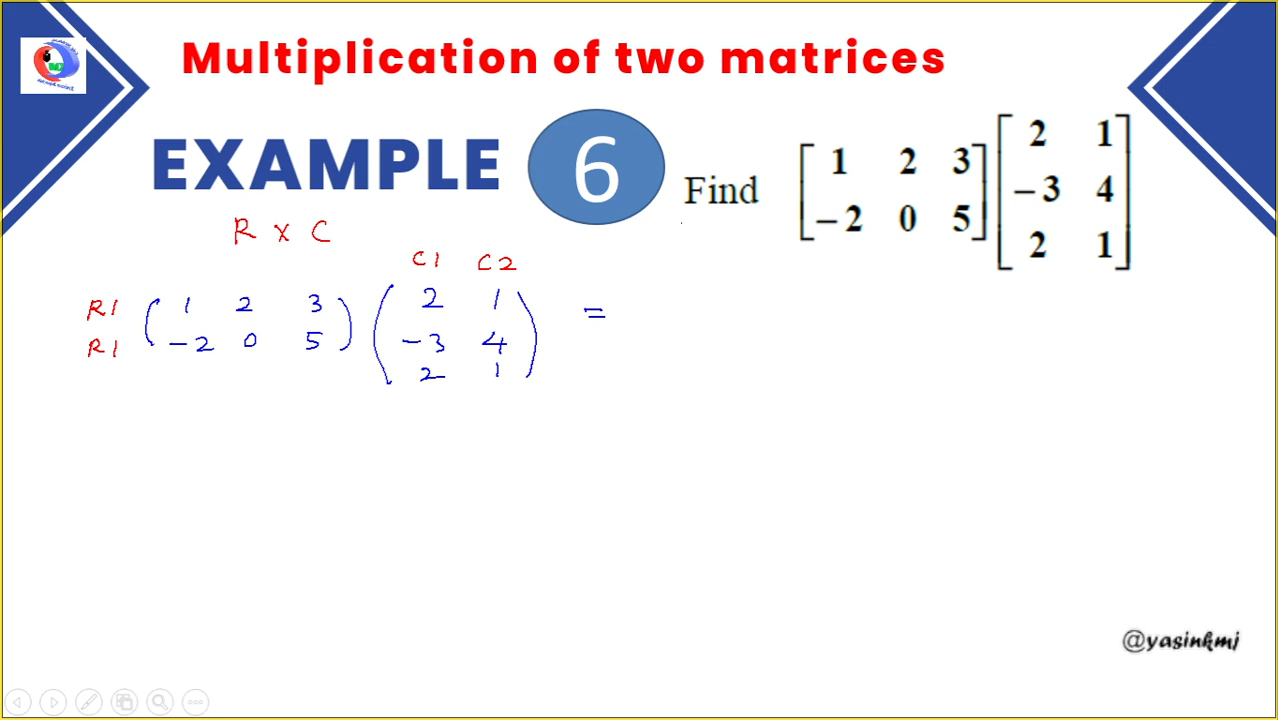 Multiplication of two matrices
EXAMPLE 6
Find [ 1 2 3 ] [ 2 1 ]
[ -2 0 5 ] [ -3 4 ]
[ 2 1 ]
R x C
C1 C2
R1 ( 1 2 3 ) ( 2 1 ) =
R1 ( -2 0 5 ) ( -3 4 )
( 2 1 )
@yasinkmj